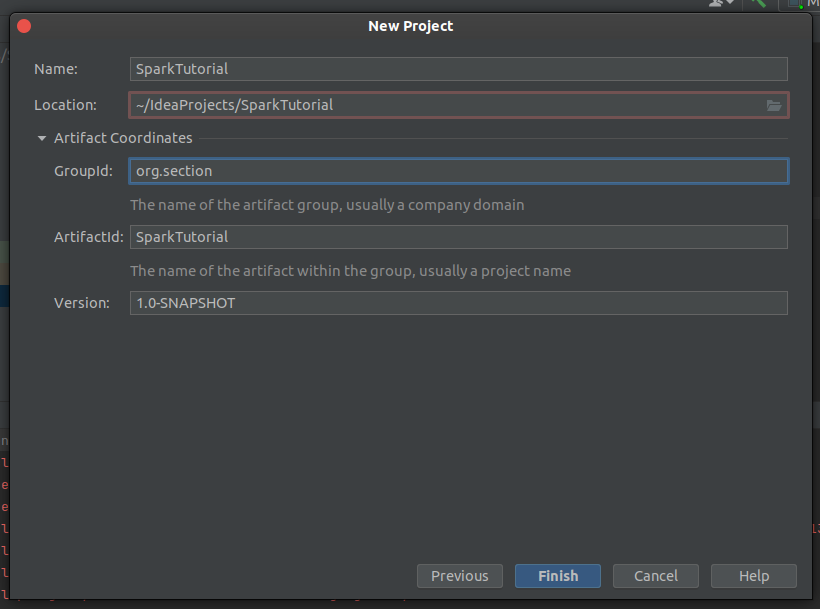 New Project
Name: SparkTutorial
Location: ~/IdeaProjects/SparkTutorial
Artifact Coordinates
GroupId: org.section
The name of the artifact group, usually a company domain
ArtifactId: SparkTutorial
The name of the artifact within the group, usually a project name
Version: 1.0-SNAPSHOT
Previous Finish Cancel Help